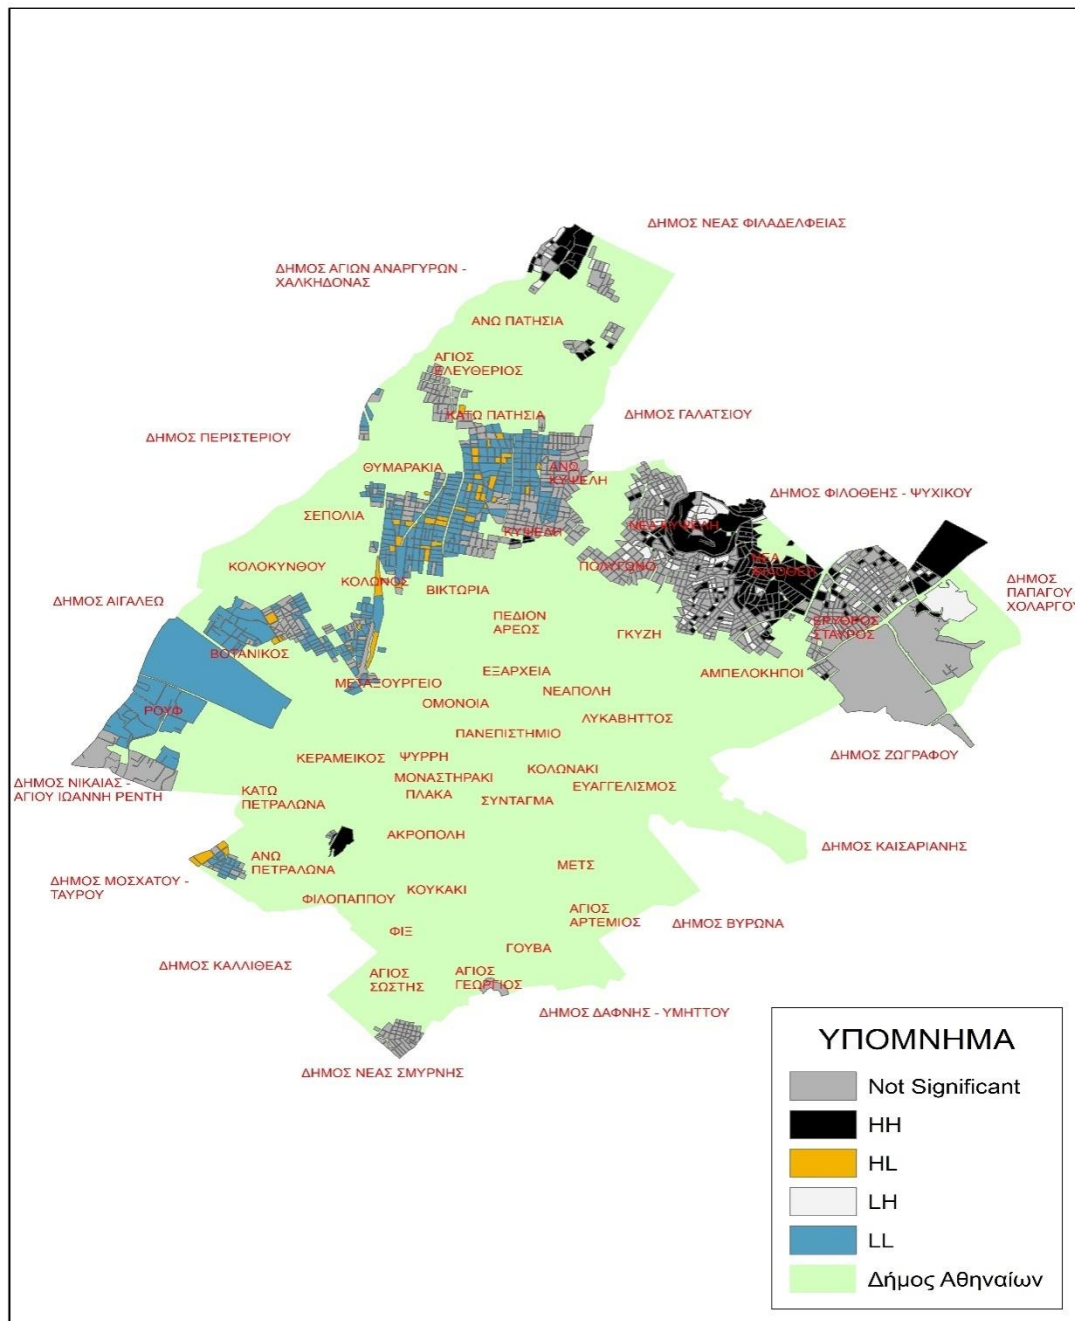 ΔΗΜΟΣ ΝΕΑΣ ΦΙΛΑΔΕΛΦΕΙΑΣ
ΔΗΜΟΣ ΑΓΙΩΝ ΑΝΑΡΓΥΡΩΝ -
ΧΑΛΚΗΔΟΝΑΣ
ΑΝΩ ΠΑΤΗΣΙΑ
ΑΓΙΟΣ
ΕΛΕΥΘΕΡΙΟΣ
ΚΑΤΩ ΠΑΤΗΣΙΑ
ΔΗΜΟΣ ΓΑΛΑΤΣΙΟΥ
ΔΗΜΟΣ ΠΕΡΙΣΤΕΡΙΟΥ
ΘΥΜΑΡΑΚΙΑ
ΑΝΩ
ΚΥΨΕΛΗ
ΔΗΜΟΣ ΦΙΛΟΘΕΗΣ - ΨΥΧΙΚΟΥ
ΣΕΠΟΛΙΑ
ΚΥΨΕΛΗ
ΝΕΑ ΚΥΨΕΛΗ
ΚΟΛΟΚΥΝΘΟΥ
ΚΟΛΩΝΟΣ
ΒΙΚΤΩΡΙΑ
ΠΟΛΥΓΩΝΟ
ΝΕΑ
ΦΙΛΟΘΕΗ
ΔΗΜΟΣ
ΠΑΠΑΓΟΥ
ΧΟΛΑΡΓΟΥ
ΔΗΜΟΣ ΑΙΓΑΛΕΩ
ΠΕΔΙΟΝ
ΑΡΕΩΣ
ΓΚΥΖΗ
ΕΡΥΘΡΟΣ
ΣΤΑΥΡΟΣ
ΒΟΤΑΝΙΚΟΣ
ΕΞΑΡΧΕΙΑ
ΑΜΠΕΛΟΚΗΠΟΙ
ΜΕΤΑΞΟΥΡΓΕΙΟ
ΝΕΑΠΟΛΗ
ΟΜΟΝΟΙΑ
ΡΟΥΦ
ΛΥΚΑΒΗΤΤΟΣ
ΠΑΝΕΠΙΣΤΗΜΙΟ
ΚΕΡΑΜΕΙΚΟΣ
ΨΥΡΡΗ
ΔΗΜΟΣ ΖΩΓΡΑΦΟΥ
ΜΟΝΑΣΤΗΡΑΚΙ
ΚΟΛΩΝΑΚΙ
ΔΗΜΟΣ ΝΙΚΑΙΑΣ -
ΑΓΙΟΥ ΙΩΑΝΝΗ ΡΕΝΤΗ
ΕΥΑΓΓΕΛΙΣΜΟΣ
ΚΑΤΩ
ΠΕΤΡΑΛΩΝΑ
ΠΛΑΚΑ
ΣΥΝΤΑΓΜΑ
ΑΚΡΟΠΟΛΗ
ΔΗΜΟΣ ΚΑΙΣΑΡΙΑΝΗΣ
ΑΝΩ
ΠΕΤΡΑΛΩΝΑ
ΜΕΤΣ
ΔΗΜΟΣ ΜΟΣΧΑΤΟΥ -
ΤΑΥΡΟΥ
ΚΟΥΚΑΚΙ
ΦΙΛΟΠΑΠΠΟΥ
ΑΓΙΟΣ
ΑΡΤΕΜΙΟΣ
ΔΗΜΟΣ ΒΥΡΩΝΑ
ΦΙΞ
ΓΟΥΒΑ
ΔΗΜΟΣ ΚΑΛΛΙΘΕΑΣ
ΑΓΙΟΣ
ΣΩΣΤΗΣ
ΑΓΙΟΣ
ΓΕΩΡΓΙΟΣ
ΔΗΜΟΣ ΔΑΦΝΗΣ - ΥΜΗΤΤΟΥ
ΔΗΜΟΣ ΝΕΑΣ ΣΜΥΡΝΗΣ
ΥΠΟΜΝΗΜΑ
Not Significant
HH
HL
LH
LL
Δήμος Αθηναίων